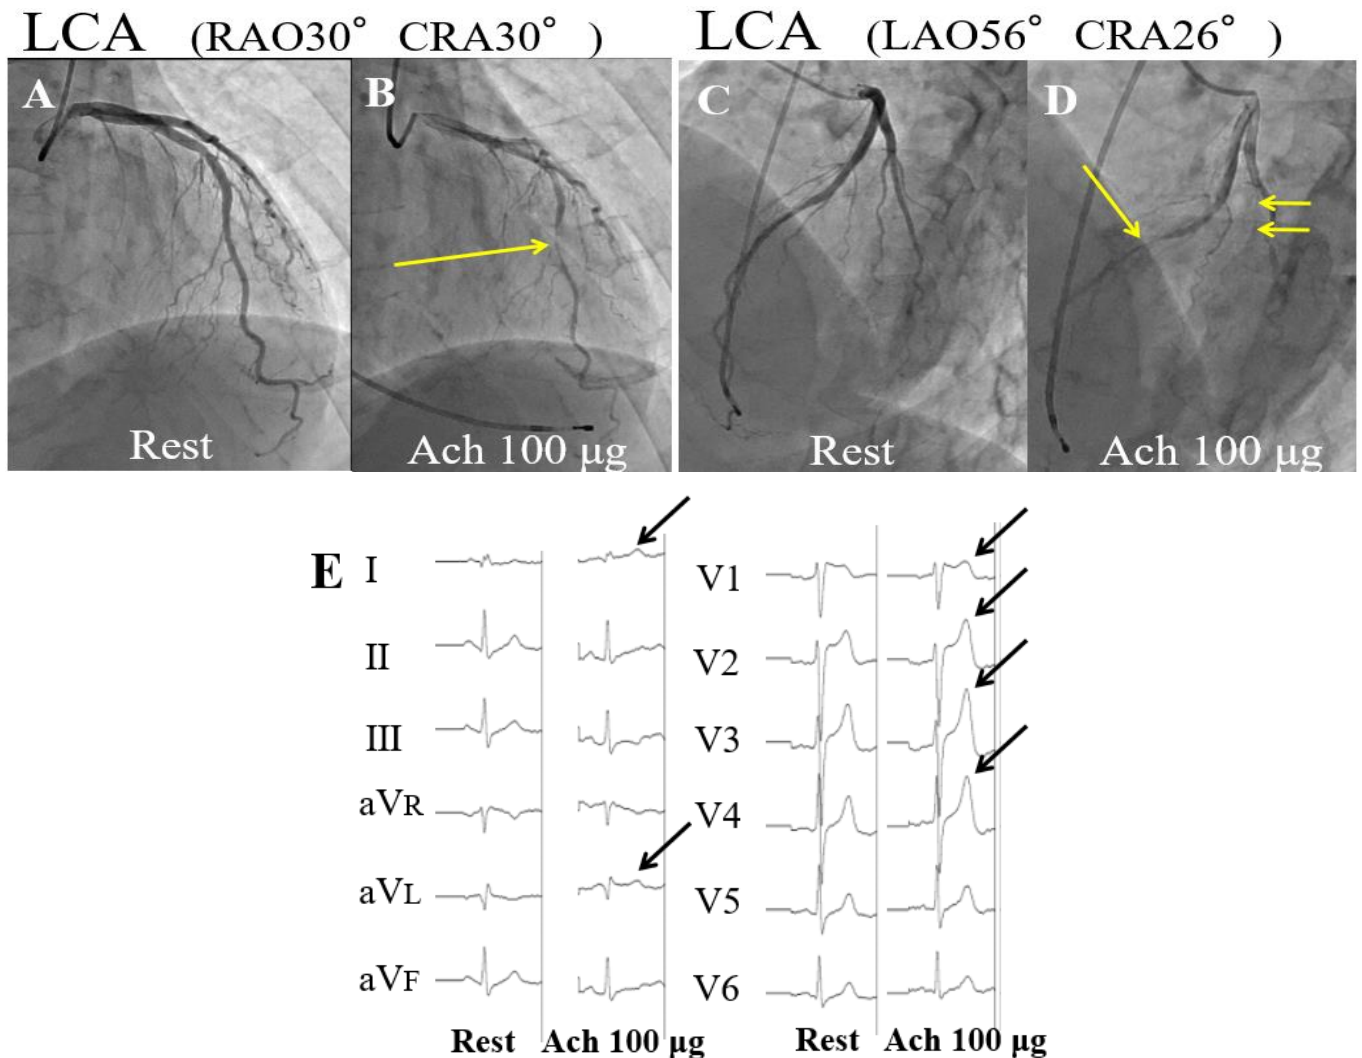 LCA (RAO30° CRA30° )
LCA (LAO56° CRA26° )
A
B
C
D
Rest
Ach 100 μg
Rest
Ach 100 μg
E
I
II
III
aVR
aVL
aVF
V1
V2
V3
V4
V5
V6
Rest
Ach 100 μg
Rest
Ach 100 μg